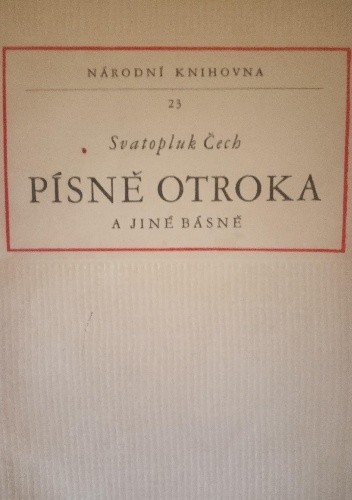 NÁRODNÍ KNIHOVNA
23
Svatopluk Čech
PÍSNĚ OTROKA
A JINÉ BÁSNĚ